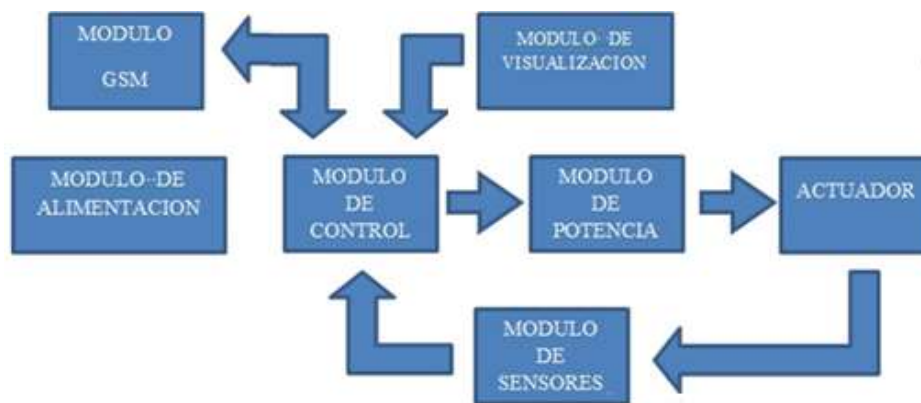 MODULO
GSM
MODULO DE
VISUALIZACION
MODULO DE
ALIMENTACION
MODULO
DE
CONTROL
MODULO
DE
POTENCIA
ACTUADOR
MODULO
DE
SENSORES